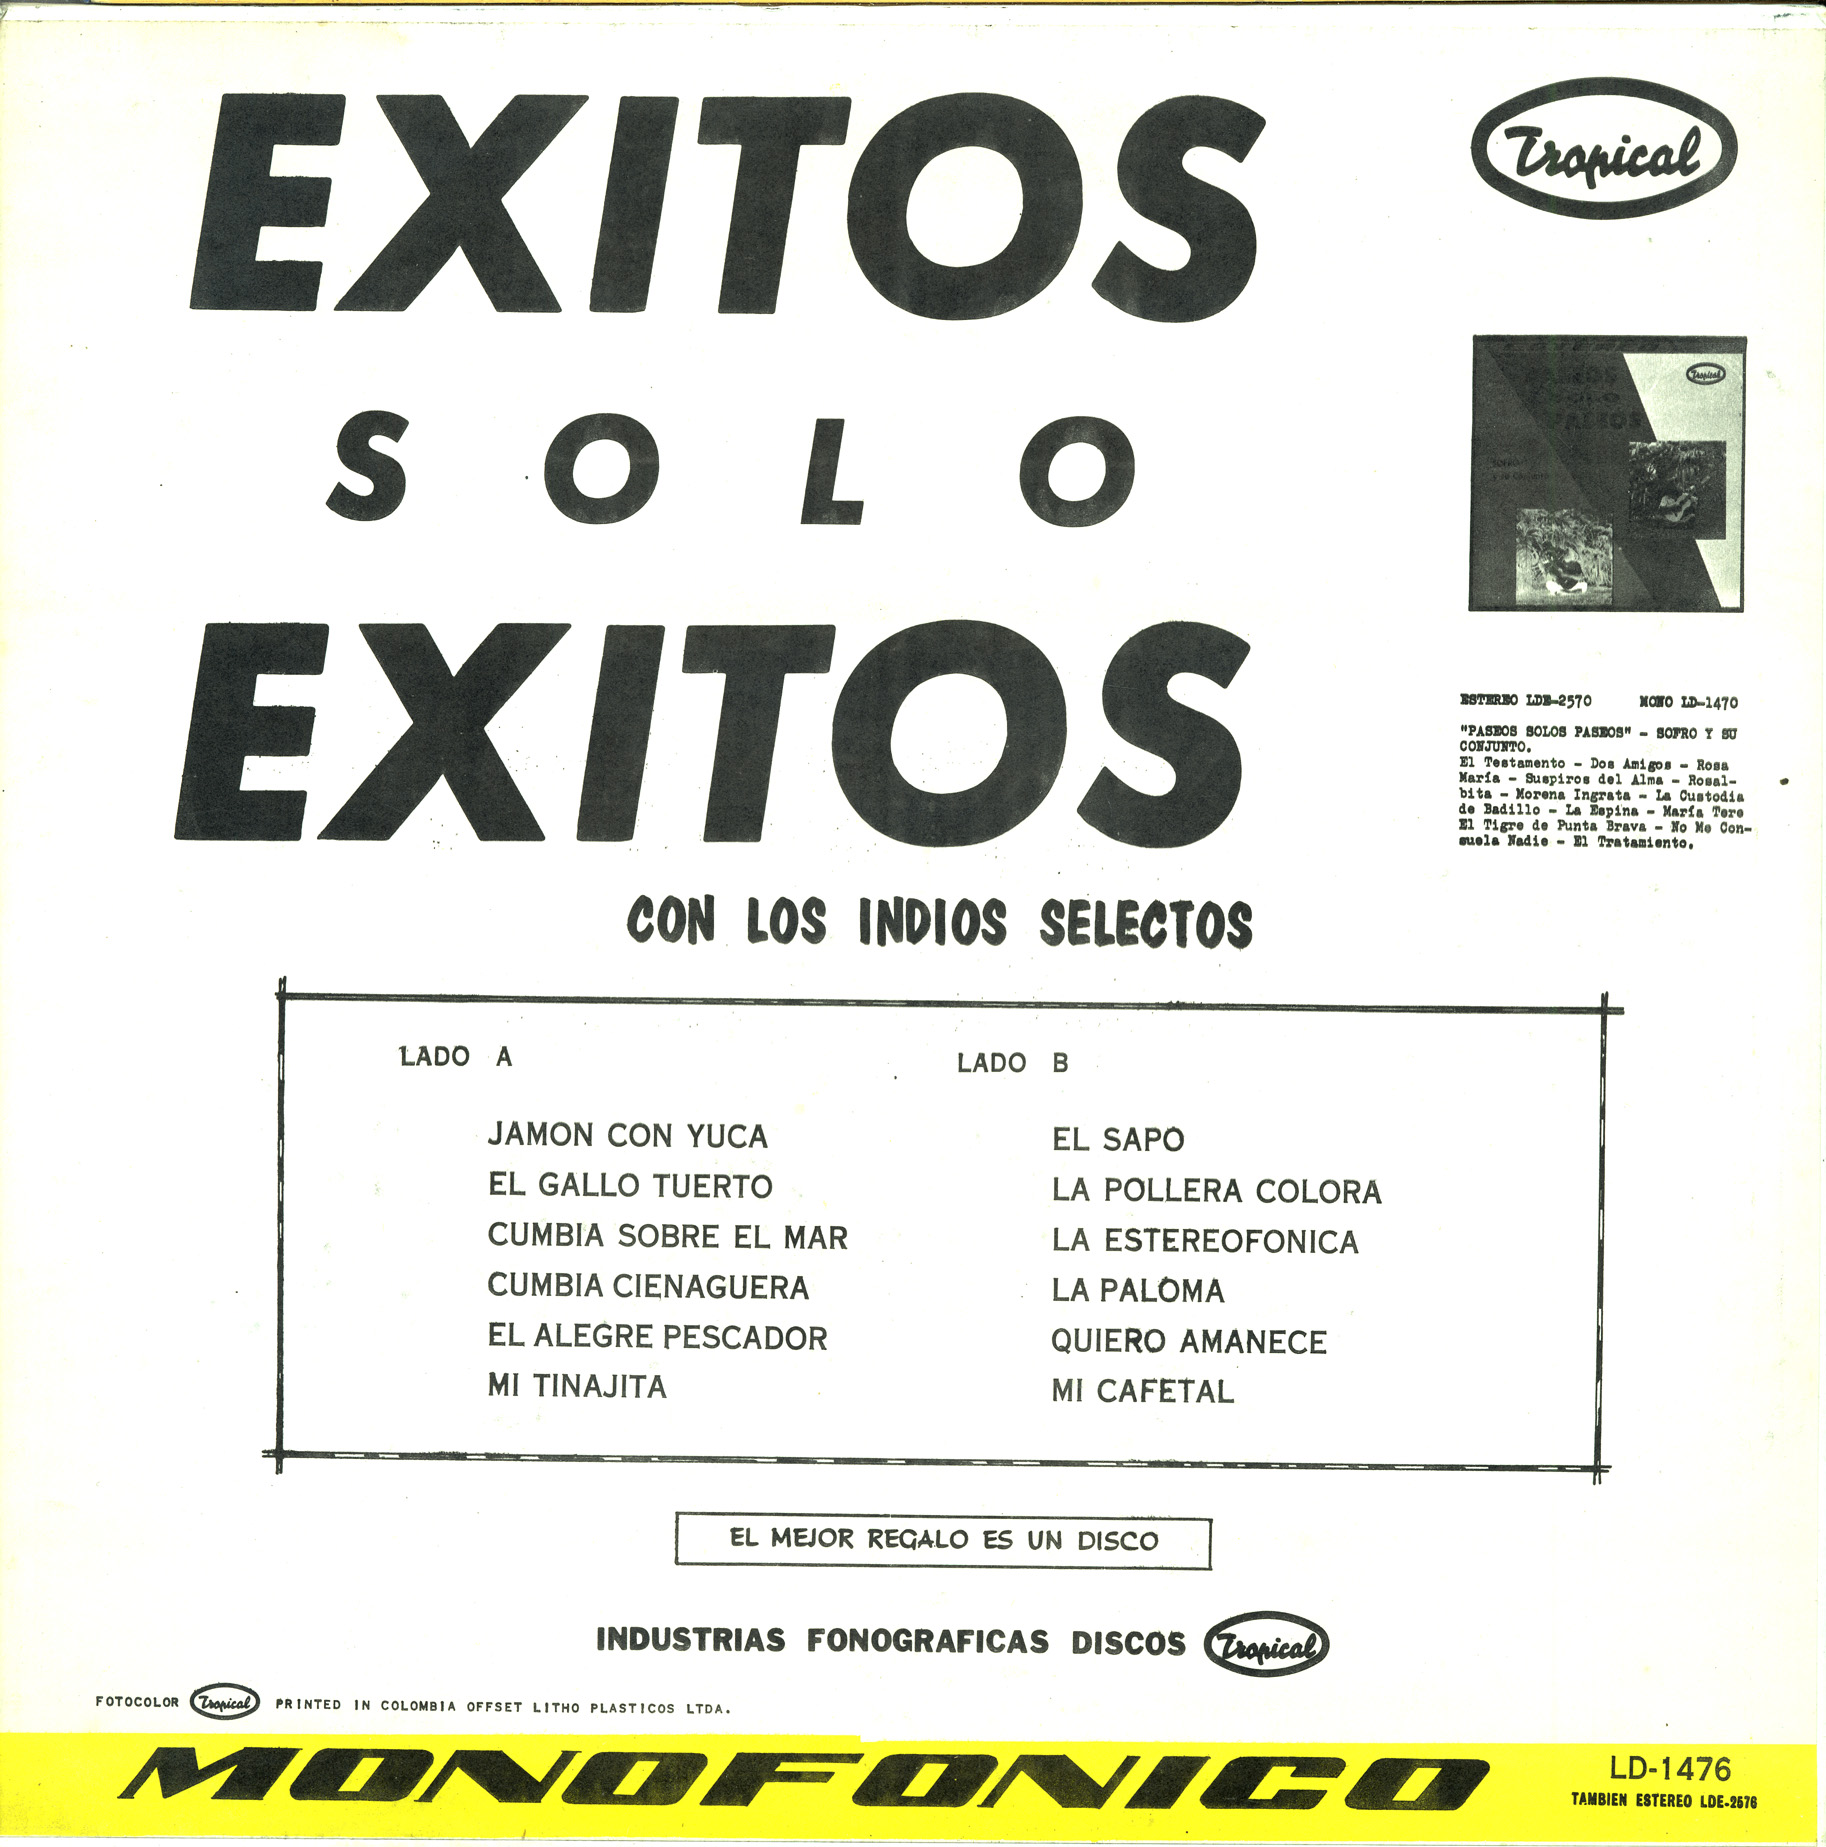 EXITOS
SOLO
EXITOS
CON LOS INDIOS SELECTOS
Tropical
Tropical
PASEOS
SOLO
PASEOS
ESTEREO LDE-2570 MONO LD-1470
"PASEOS SOLOS PASEOS" - SOFRO Y SU
CONJUNTO.
El Testamento - Dos Amigos - Rosa
María - Suspiros del Alma - Rosal-
bita - Morena Ingrata - La Custodia
de Badillo - La Espina - María Tere
El Tigre de Punta Brava - No Me Con-
suela Nadie - El Tratamiento.
LADO A
JAMON CON YUCA
EL GALLO TUERTO
CUMBIA SOBRE EL MAR
CUMBIA CIENAGUERA
EL ALEGRE PESCADOR
MI TINAJITA
LADO B
EL SAPO
LA POLLERA COLORA
LA ESTEREOFONICA
LA PALOMA
QUIERO AMANECE
MI CAFETAL
EL MEJOR REGALO ES UN DISCO
INDUSTRIAS FONOGRAFICAS DISCOS Tropical
FOTOCOLOR Tropical PRINTED IN COLOMBIA OFFSET LITHO PLASTICOS LTDA.
MONOFONICO
LD-1476
TAMBIEN ESTEREO LDE-2576